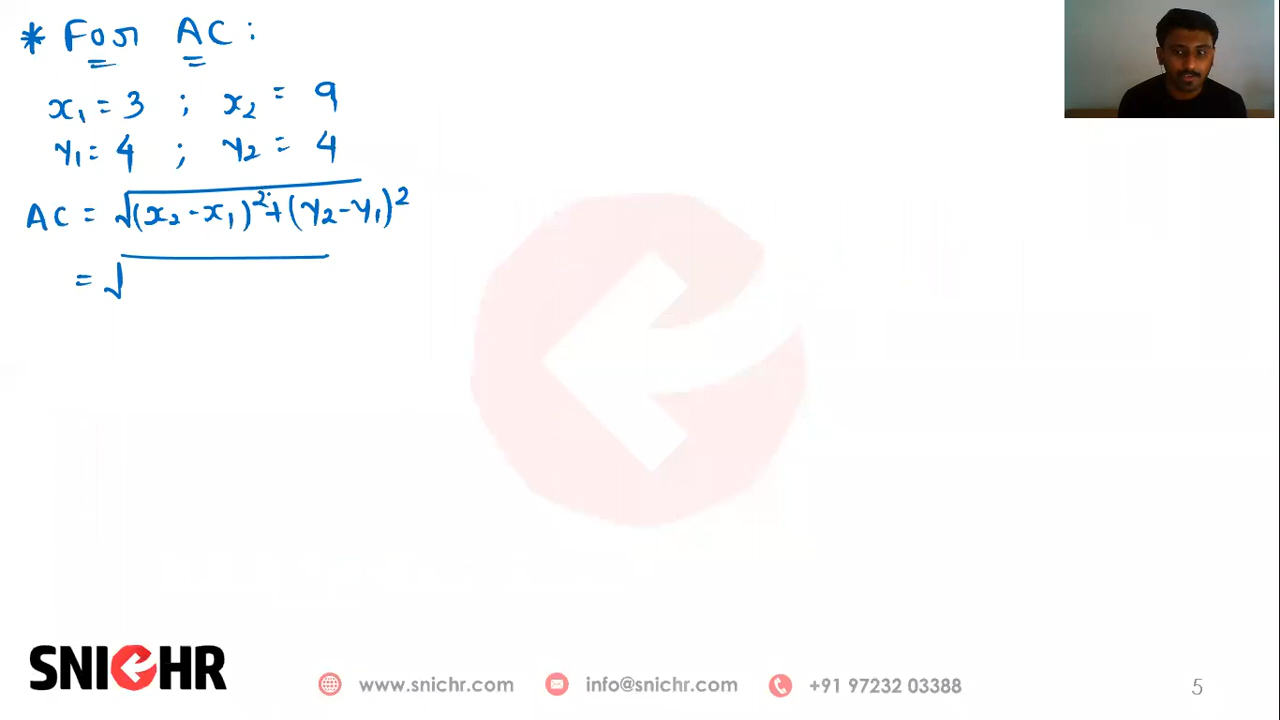 * For AC :
x₁ = 3 ; x₂ = 9
y₁ = 4 ; y₂ = 4
AC = √(x₂ - x₁)² + (y₂ - y₁)²
= √
SNICHR www.snichr.com info@snichr.com +91 97232 03388 5